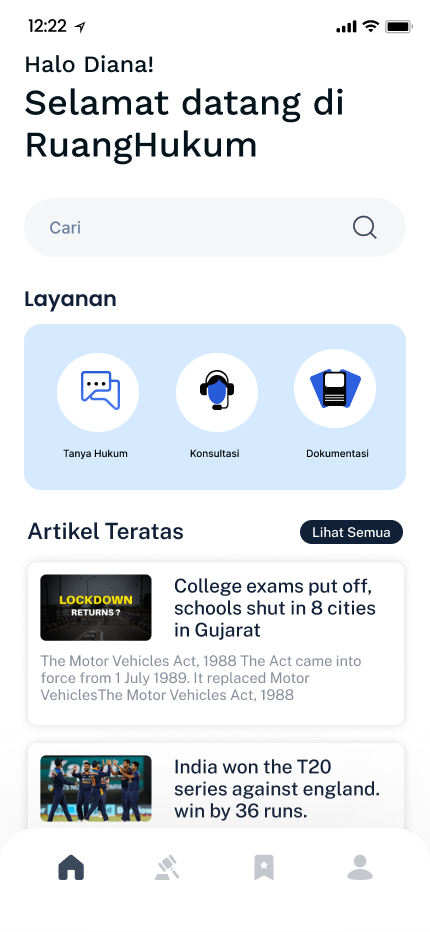 12:22
Halo Diana!
Selamat datang di
RuangHukum
Cari
Layanan
Tanya Hukum
Konsultasi
Dokumentasi
Artikel Teratas
Lihat Semua
LOCKDOWN
RETURNS ?
College exams put off,
schools shut in 8 cities
in Gujarat
The Motor Vehicles Act, 1988 The Act came into
force from 1 July 1989. It replaced Motor
VehiclesThe Motor Vehicles Act, 1988
India won the T20
series against england.
win by 36 runs.